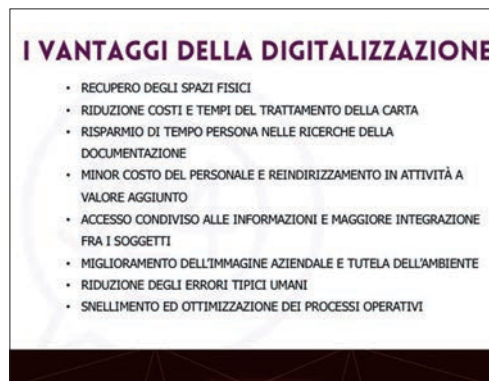 I VANTAGGI DELLA DIGITALIZZAZIONE
• RECUPERO DEGLI SPAZI FISICI
• RIDUZIONE COSTI E TEMPI DEL TRATTAMENTO DELLA CARTA
• RISPARMIO DI TEMPO PERSONA NELLE RICERCHE DELLA
DOCUMENTAZIONE
• MINOR COSTO DEL PERSONALE E REINDIRIZZAMENTO IN ATTIVITÀ A
VALORE AGGIUNTO
• ACCESSO CONDIVISO ALLE INFORMAZIONI E MAGGIORE INTEGRAZIONE
FRA I SOGGETTI
• MIGLIORAMENTO DELL'IMMAGINE AZIENDALE E TUTELA DELL'AMBIENTE
• RIDUZIONE DEGLI ERRORI TIPICI UMANI
• SNELLIMENTO ED OTTIMIZZAZIONE DEI PROCESSI OPERATIVI